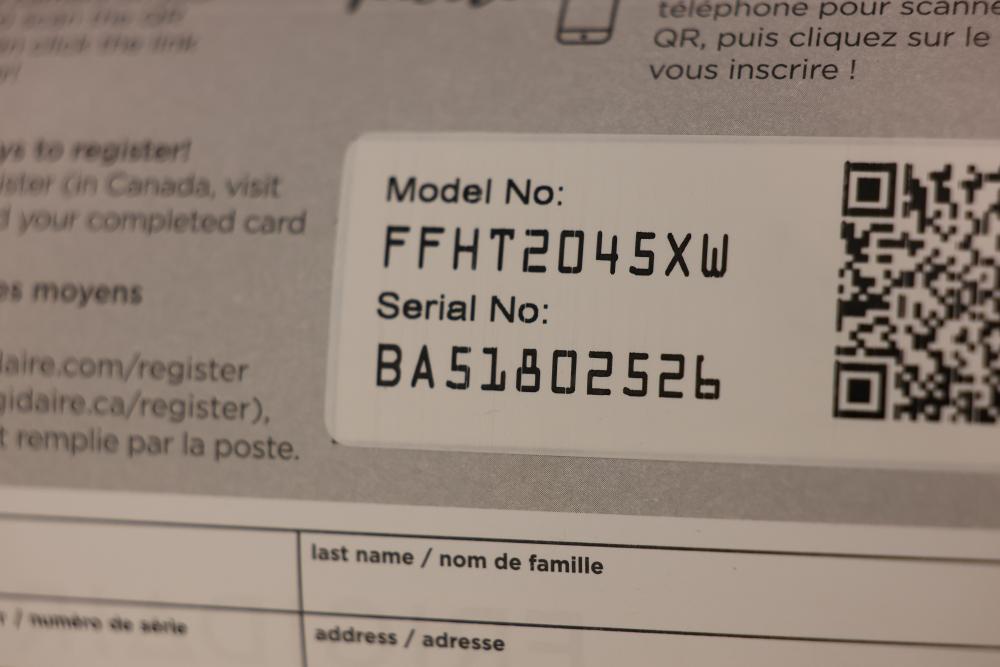 téléphone pour scanne
QR, puis cliquez sur le
vous inscrire !
ys to register!
ister (in Canada, visit
d your completed card
es moyens
laire.com/register
gidaire.ca/register),
t remplie par la poste.
Model No:
FFHT2045XW
Serial No:
BA51802526
last name / nom de famille
/ numéro de série
address / adresse